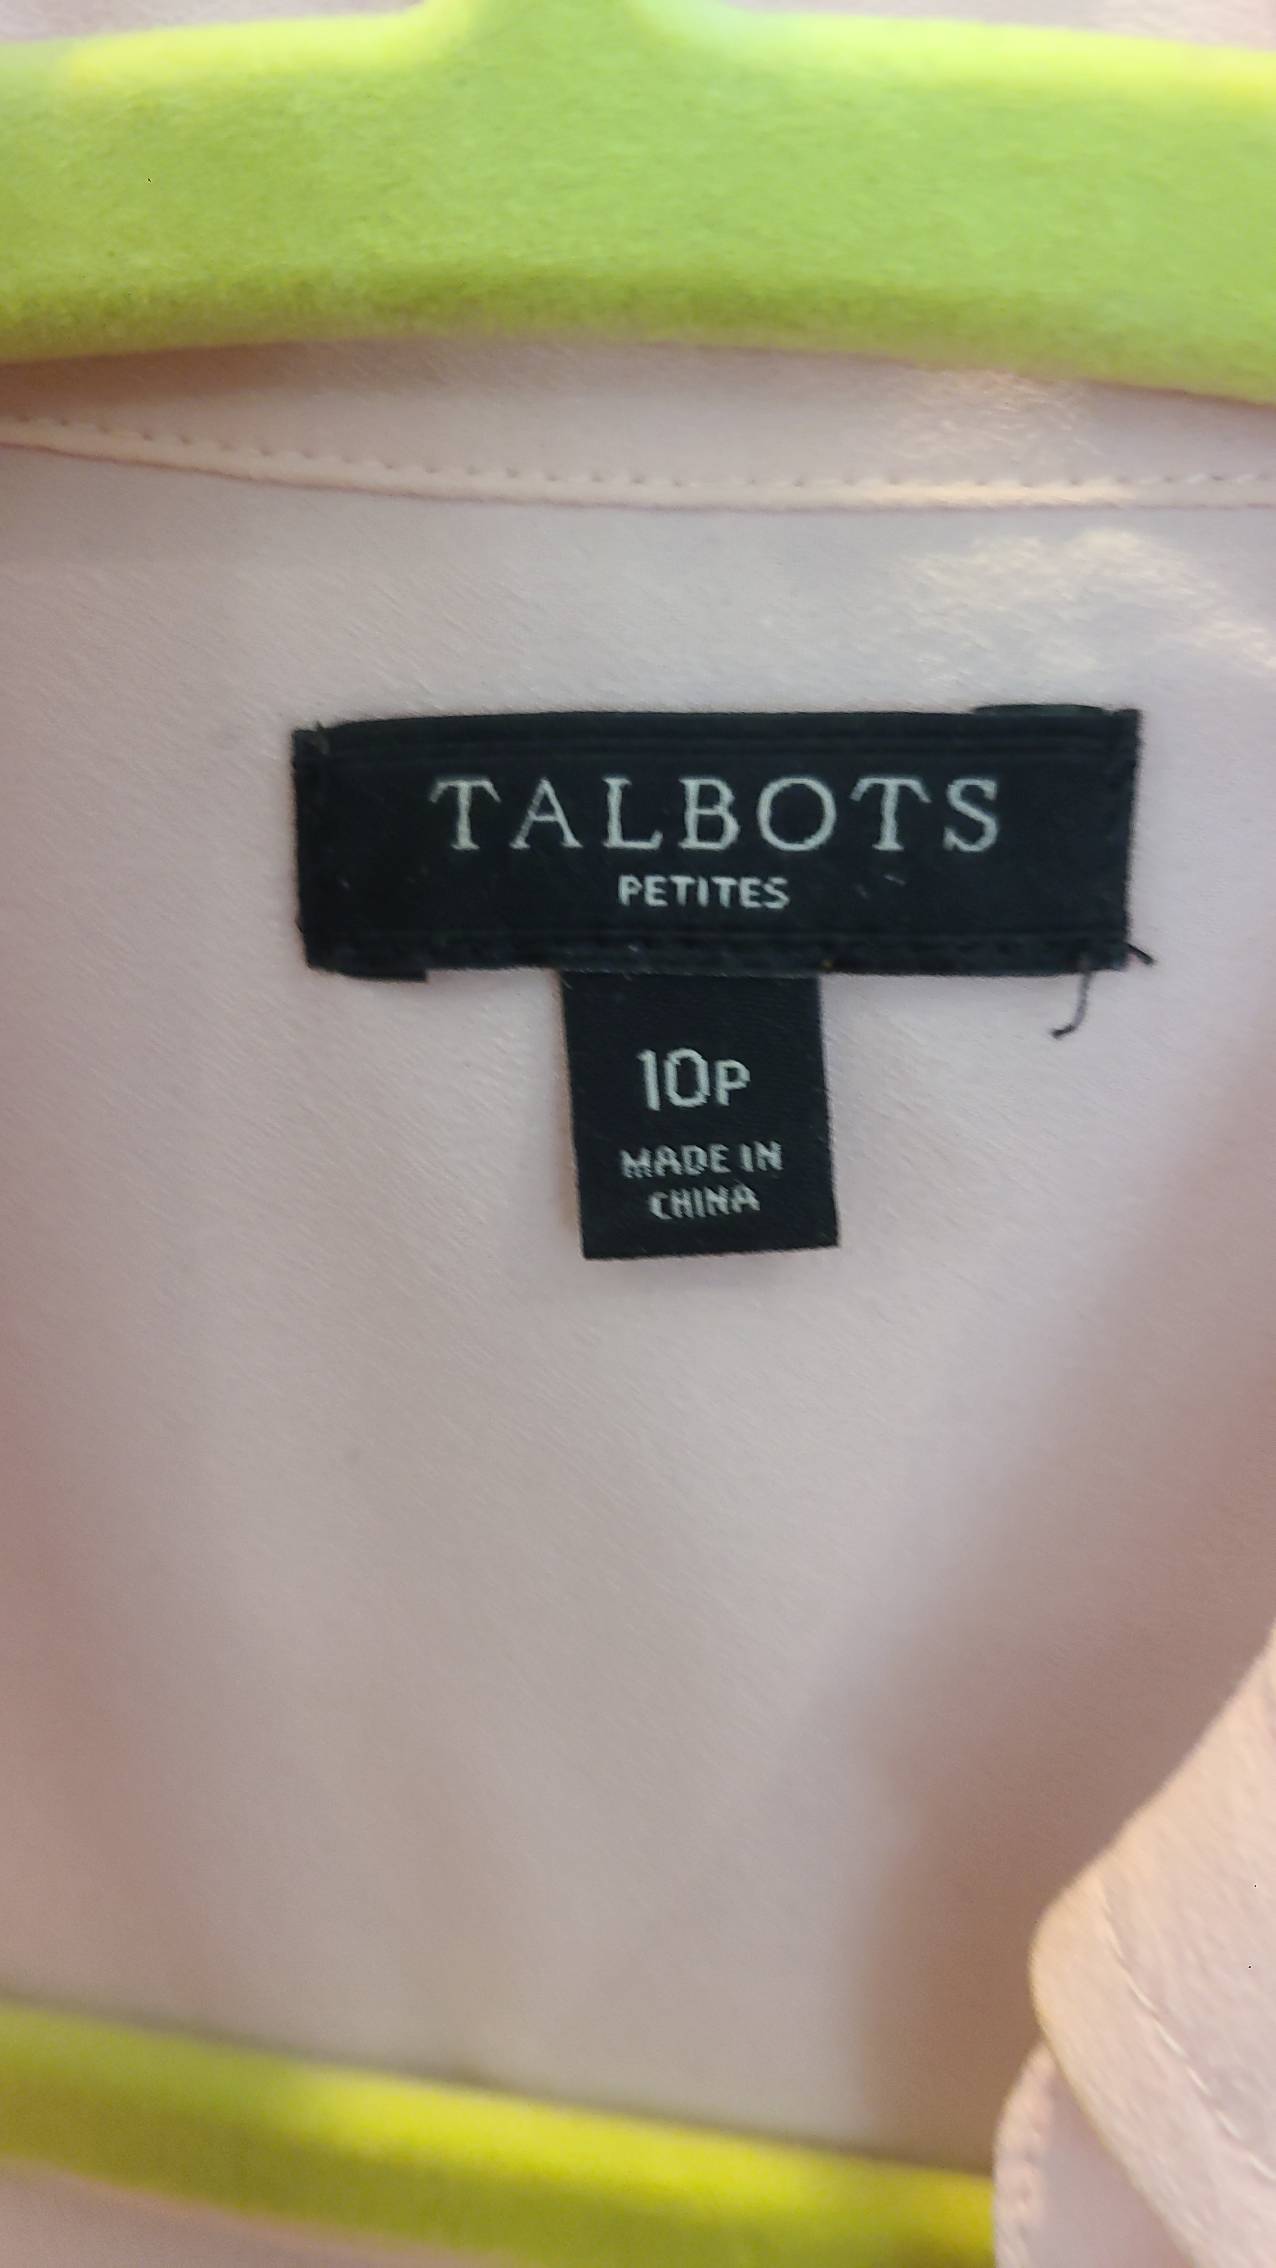 TALBOTS
PETITES
10P
MADE IN
CHINA